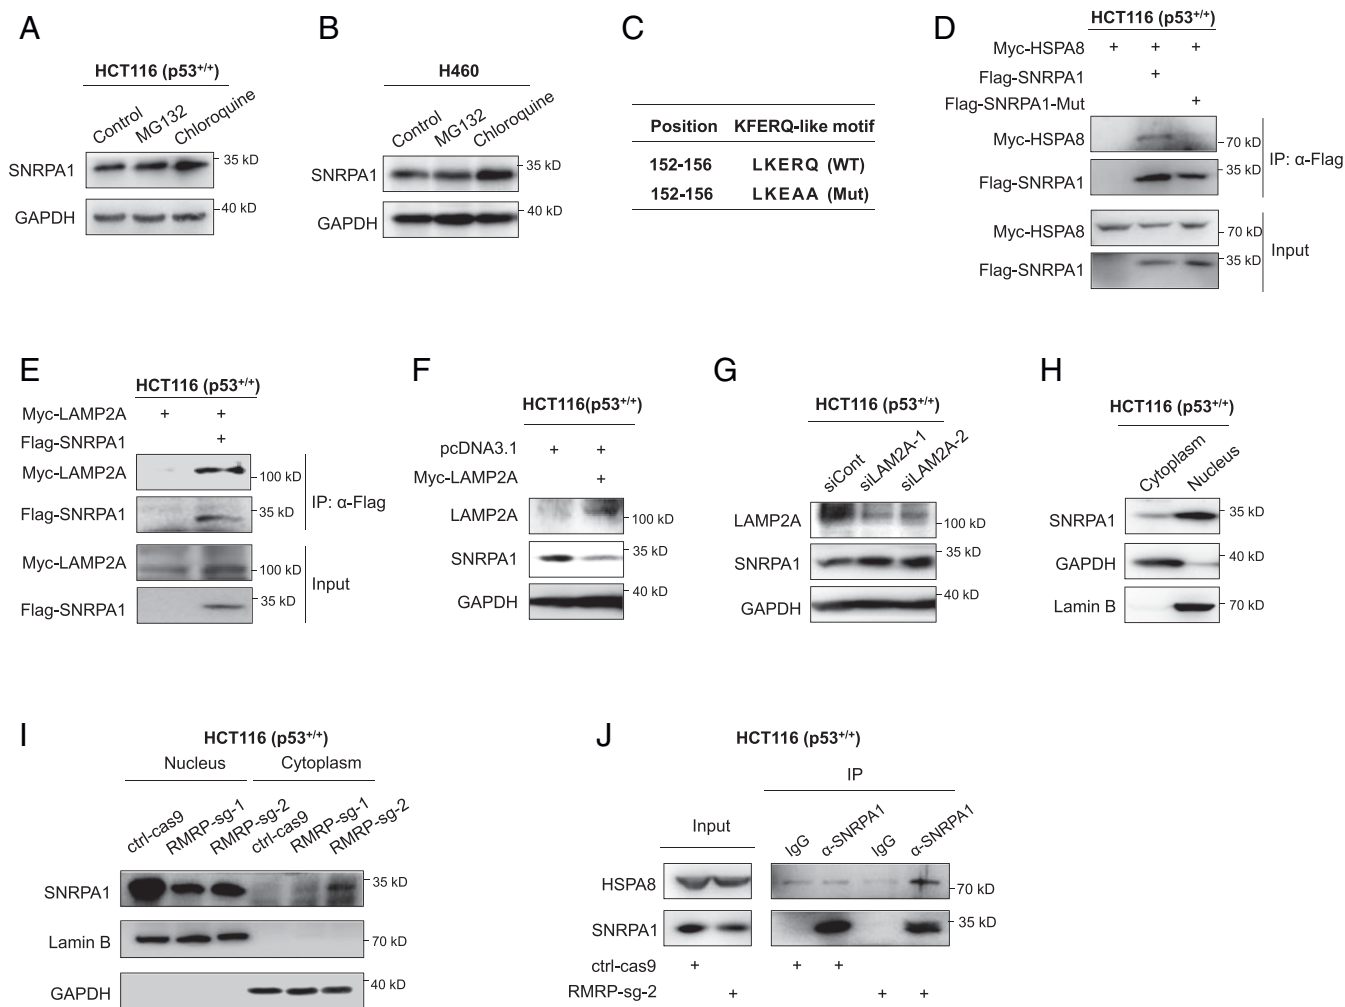 A
HCT116 (p53+/+)
Control
MG132
Chloroquine
SNRPA1
35 kD
GAPDH
40 kD
B
H460
Control
MG132
Chloroquine
SNRPA1
35 kD
GAPDH
40 kD
C
Position KFERQ-like motif
152-156 LKERQ (WT)
152-156 LKEAA (Mut)
D
HCT116 (p53+/+)
Myc-HSPA8 + + +
Flag-SNRPA1 +
Flag-SNRPA1-Mut +
Myc-HSPA8
70 kD
Flag-SNRPA1
35 kD
IP: α-Flag
Myc-HSPA8
70 kD
Flag-SNRPA1
35 kD
Input
E
HCT116 (p53+/+)
Myc-LAMP2A + +
Flag-SNRPA1 +
Myc-LAMP2A
100 kD
Flag-SNRPA1
35 kD
IP: α-Flag
Myc-LAMP2A
100 kD
Flag-SNRPA1
35 kD
Input
F
HCT116(p53+/+)
pcDNA3.1 + +
Myc-LAMP2A +
LAMP2A
100 kD
SNRPA1
35 kD
GAPDH
40 kD
G
HCT116 (p53+/+)
siCont
siLAM2A-1
siLAM2A-2
LAMP2A
100 kD
SNRPA1
35 kD
GAPDH
40 kD
H
HCT116 (p53+/+)
Cytoplasm
Nucleus
SNRPA1
35 kD
GAPDH
40 kD
Lamin B
70 kD
I
HCT116 (p53+/+)
Nucleus Cytoplasm
ctrl-cas9
RMRP-sg-1
RMRP-sg-2
ctrl-cas9
RMRP-sg-1
RMRP-sg-2
SNRPA1
35 kD
Lamin B
70 kD
GAPDH
40 kD
J
HCT116 (p53+/+)
IP
Input
IgG
α-SNRPA1
IgG
α-SNRPA1
HSPA8
70 kD
SNRPA1
35 kD
ctrl-cas9 + + +
RMRP-sg-2 + + +